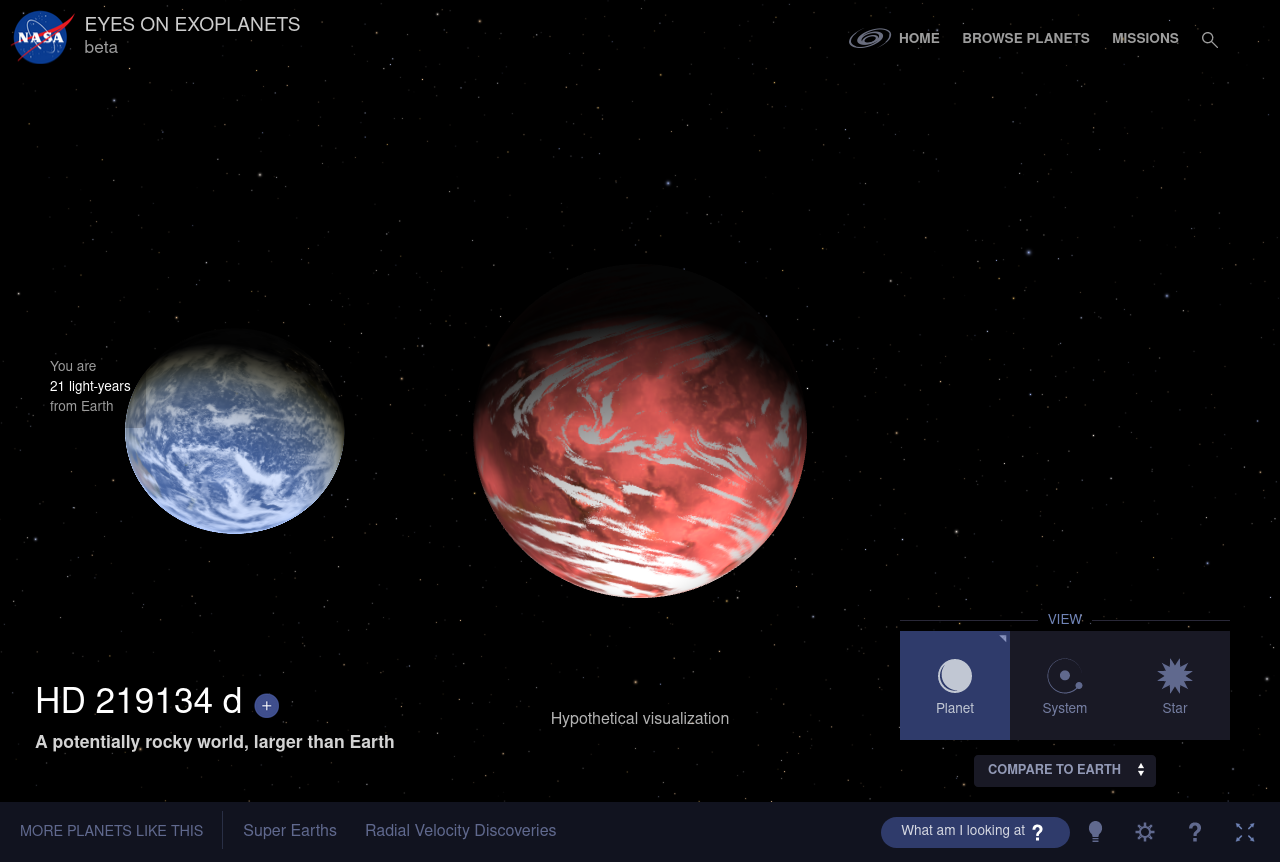 NASA
EYES ON EXOPLANETS
beta
HOME
BROWSE PLANETS
MISSIONS
You are
21 light-years
from Earth
VIEW
Planet
System
Star
HD 219134 d +
A potentially rocky world, larger than Earth
Hypothetical visualization
COMPARE TO EARTH
MORE PLANETS LIKE THIS
Super Earths
Radial Velocity Discoveries
What am I looking at ?
?